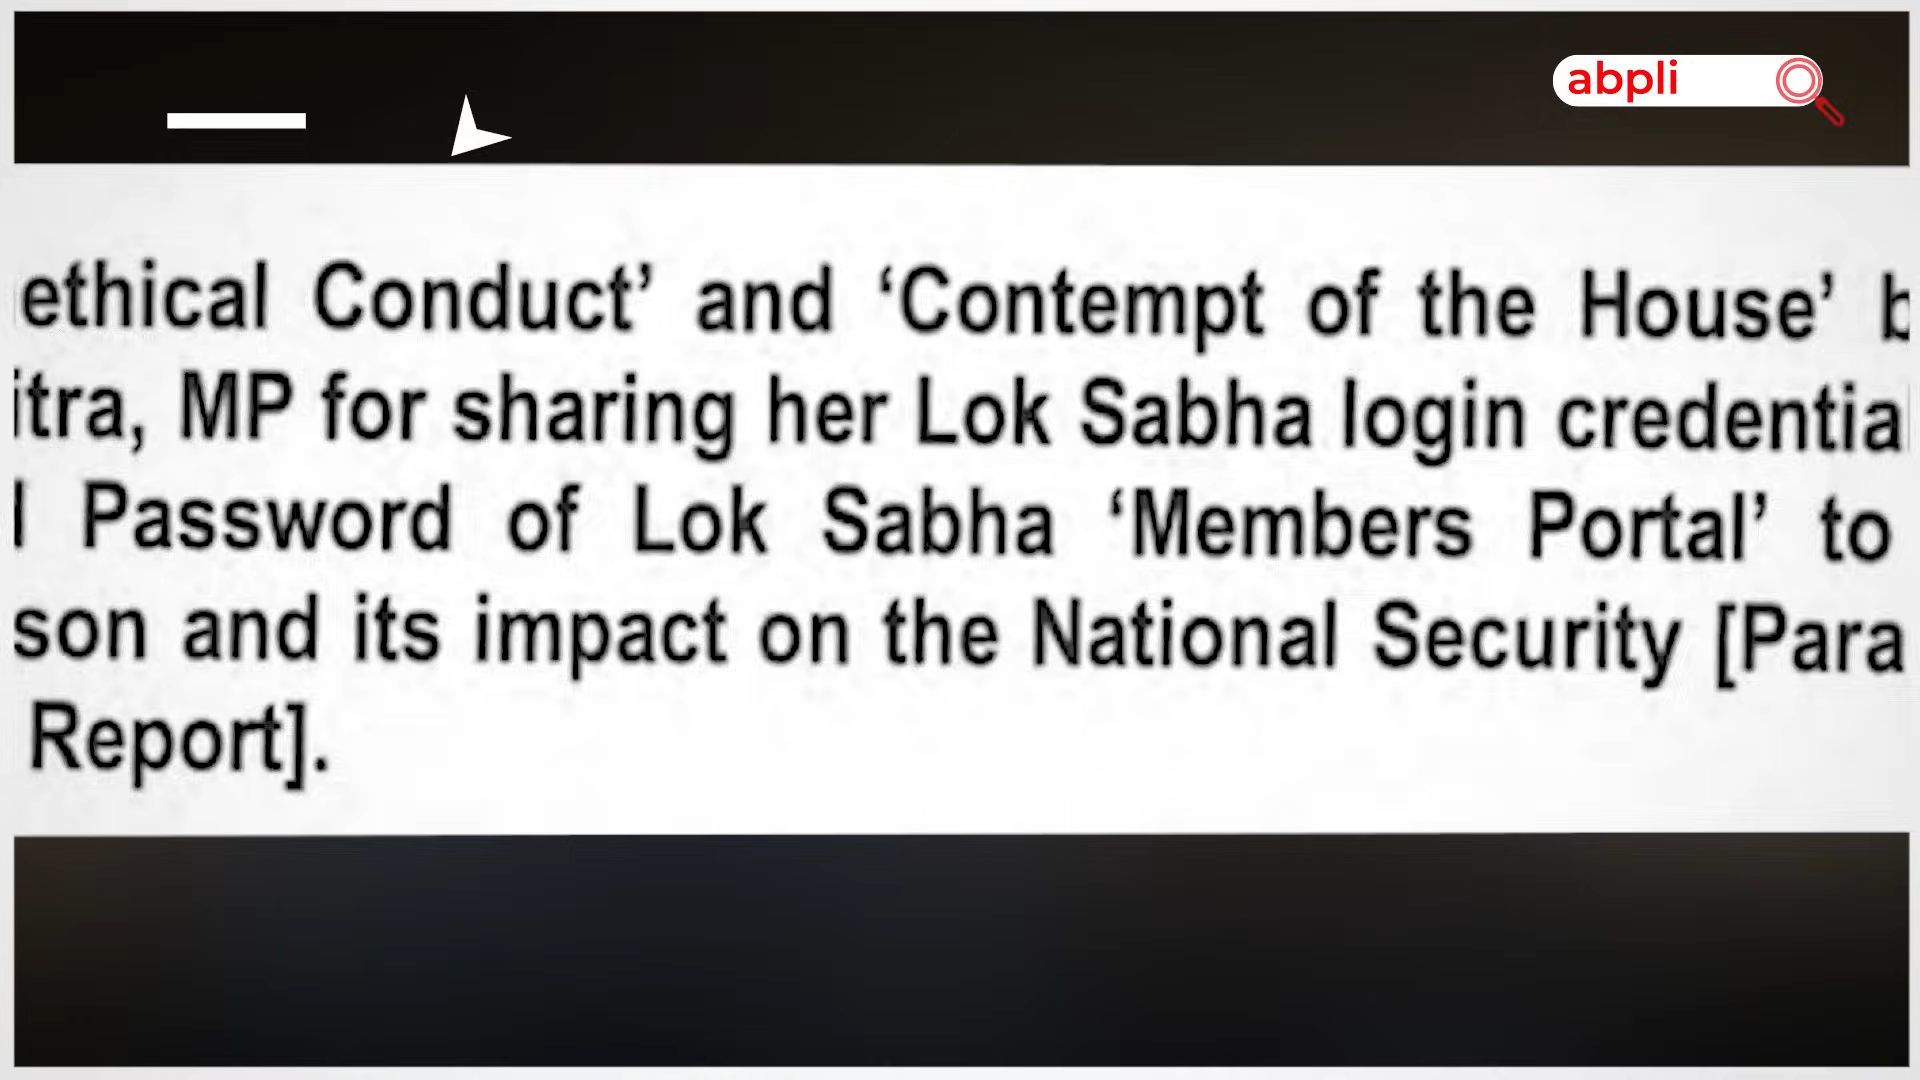 abpli
ethical Conduct’ and ‘Contempt of the House’ b
itra, MP for sharing her Lok Sabha login credential
Password of Lok Sabha ‘Members Portal’ to
son and its impact on the National Security [Para
Report].